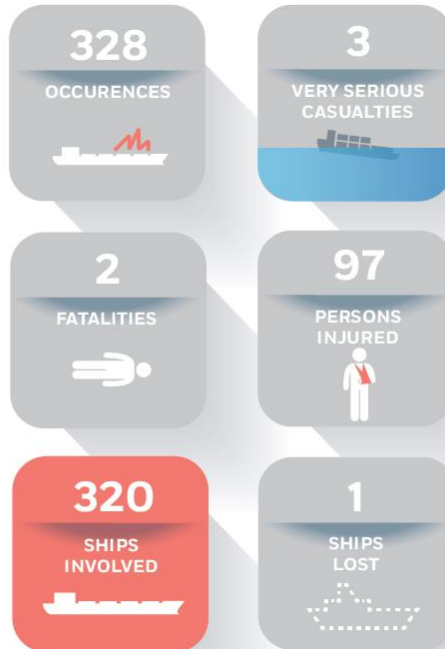 328
OCCURENCES
3
VERY SERIOUS
CASUALTIES
2
FATALITIES
97
PERSONS
INJURED
320
SHIPS
INVOLVED
1
SHIPS
LOST